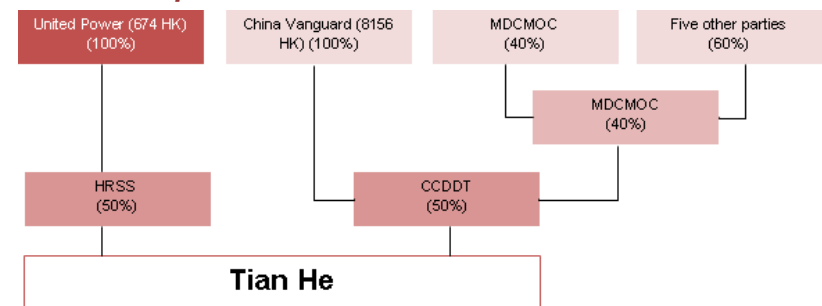 United Power (674 HK)
(100%)
China Vanguard (8156
HK) (100%)
MDCMOC
(40%)
Five other parties
(60%)
MDCMOC
(40%)
HRSS
(50%)
CCDDT
(50%)
Tian He